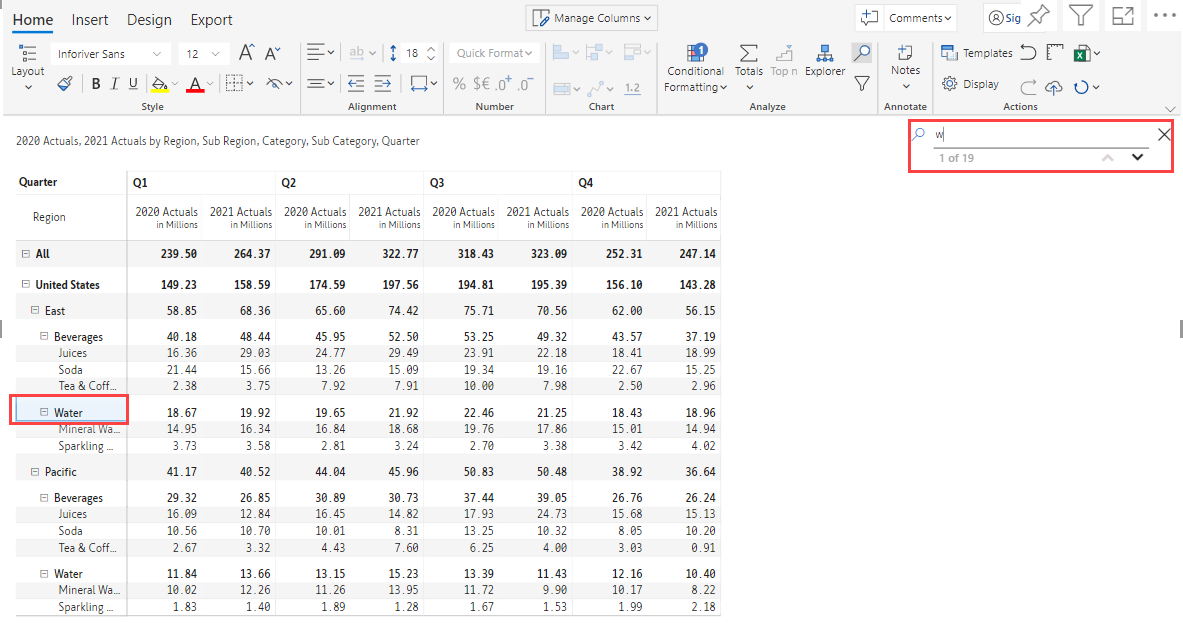 Home Insert Design Export Manage Columns Comments Sig
Layout Inforiver Sans 12 A A ab 18 Quick Format 1 Conditional Formatting Totals Top n Explorer Notes Templates Display
B I U A % $€ .0+ .0- 1.2
Style Alignment Number Chart Analyze Annotate Actions
w
1 of 19
2020 Actuals, 2021 Actuals by Region, Sub Region, Category, Sub Category, Quarter
Quarter Q1 Q2 Q3 Q4
Region 2020 Actuals 2021 Actuals 2020 Actuals 2021 Actuals 2020 Actuals 2021 Actuals 2020 Actuals 2021 Actuals
in Millions in Millions in Millions in Millions in Millions in Millions in Millions in Millions
All 239.50 264.37 291.09 322.77 318.43 323.09 252.31 247.14
United States 149.23 158.59 174.59 197.56 194.81 195.39 156.10 143.28
East 58.85 68.36 65.60 74.42 75.71 70.56 62.00 56.15
Beverages 40.18 48.44 45.95 52.50 53.25 49.32 43.57 37.19
Juices 16.36 29.03 24.77 29.49 23.91 22.18 18.41 18.99
Soda 21.44 15.66 13.26 15.09 19.34 19.16 22.67 15.25
Tea & Coff... 2.38 3.75 7.92 7.91 10.00 7.98 2.50 2.96
Water 18.67 19.92 19.65 21.92 22.46 21.25 18.43 18.96
Mineral Wa... 14.95 16.34 16.84 18.68 19.76 17.86 15.01 14.94
Sparkling ... 3.73 3.58 2.81 3.24 2.70 3.38 3.42 4.02
Pacific 41.17 40.52 44.04 45.96 50.83 50.48 38.92 36.64
Beverages 29.32 26.85 30.89 30.73 37.44 39.05 26.76 26.24
Juices 16.09 12.84 16.45 14.82 17.93 24.73 15.68 15.13
Soda 10.56 10.70 10.01 8.31 13.25 10.32 8.05 10.20
Tea & Coff... 2.67 3.32 4.43 7.60 6.25 4.00 3.03 0.91
Water 11.84 13.66 13.15 15.23 13.39 11.43 12.16 10.40
Mineral Wa... 10.02 12.26 11.26 13.95 11.72 9.90 10.17 8.22
Sparkling ... 1.83 1.40 1.89 1.28 1.67 1.53 1.99 2.18